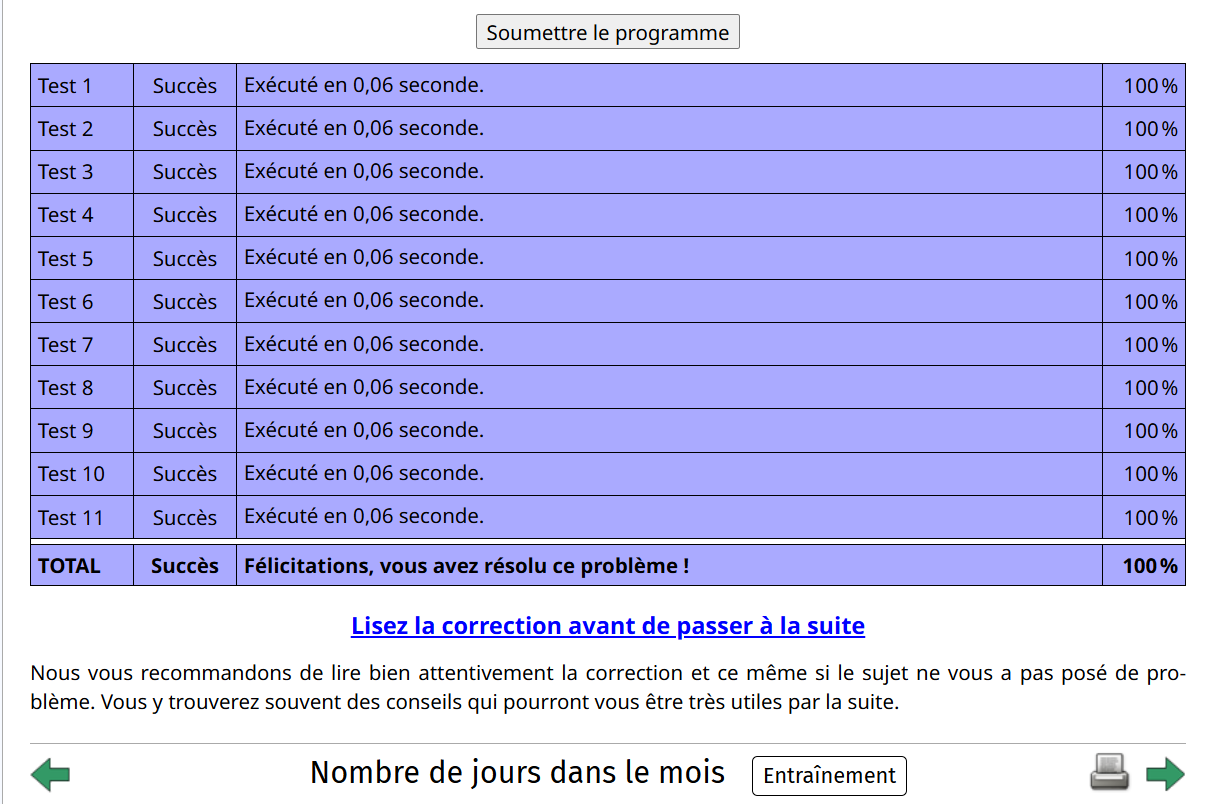 Soumettre le programme
Test 1 Succès Exécuté en 0,06 seconde. 100 %
Test 2 Succès Exécuté en 0,06 seconde. 100 %
Test 3 Succès Exécuté en 0,06 seconde. 100 %
Test 4 Succès Exécuté en 0,06 seconde. 100 %
Test 5 Succès Exécuté en 0,06 seconde. 100 %
Test 6 Succès Exécuté en 0,06 seconde. 100 %
Test 7 Succès Exécuté en 0,06 seconde. 100 %
Test 8 Succès Exécuté en 0,06 seconde. 100 %
Test 9 Succès Exécuté en 0,06 seconde. 100 %
Test 10 Succès Exécuté en 0,06 seconde. 100 %
Test 11 Succès Exécuté en 0,06 seconde. 100 %
TOTAL Succès Félicitations, vous avez résolu ce problème ! 100 %
Lisez la correction avant de passer à la suite
Nous vous recommandons de lire bien attentivement la correction et ce même si le sujet ne vous a pas posé de pro-
blème. Vous y trouverez souvent des conseils qui pourront vous être très utiles par la suite.
Nombre de jours dans le mois Entraînement